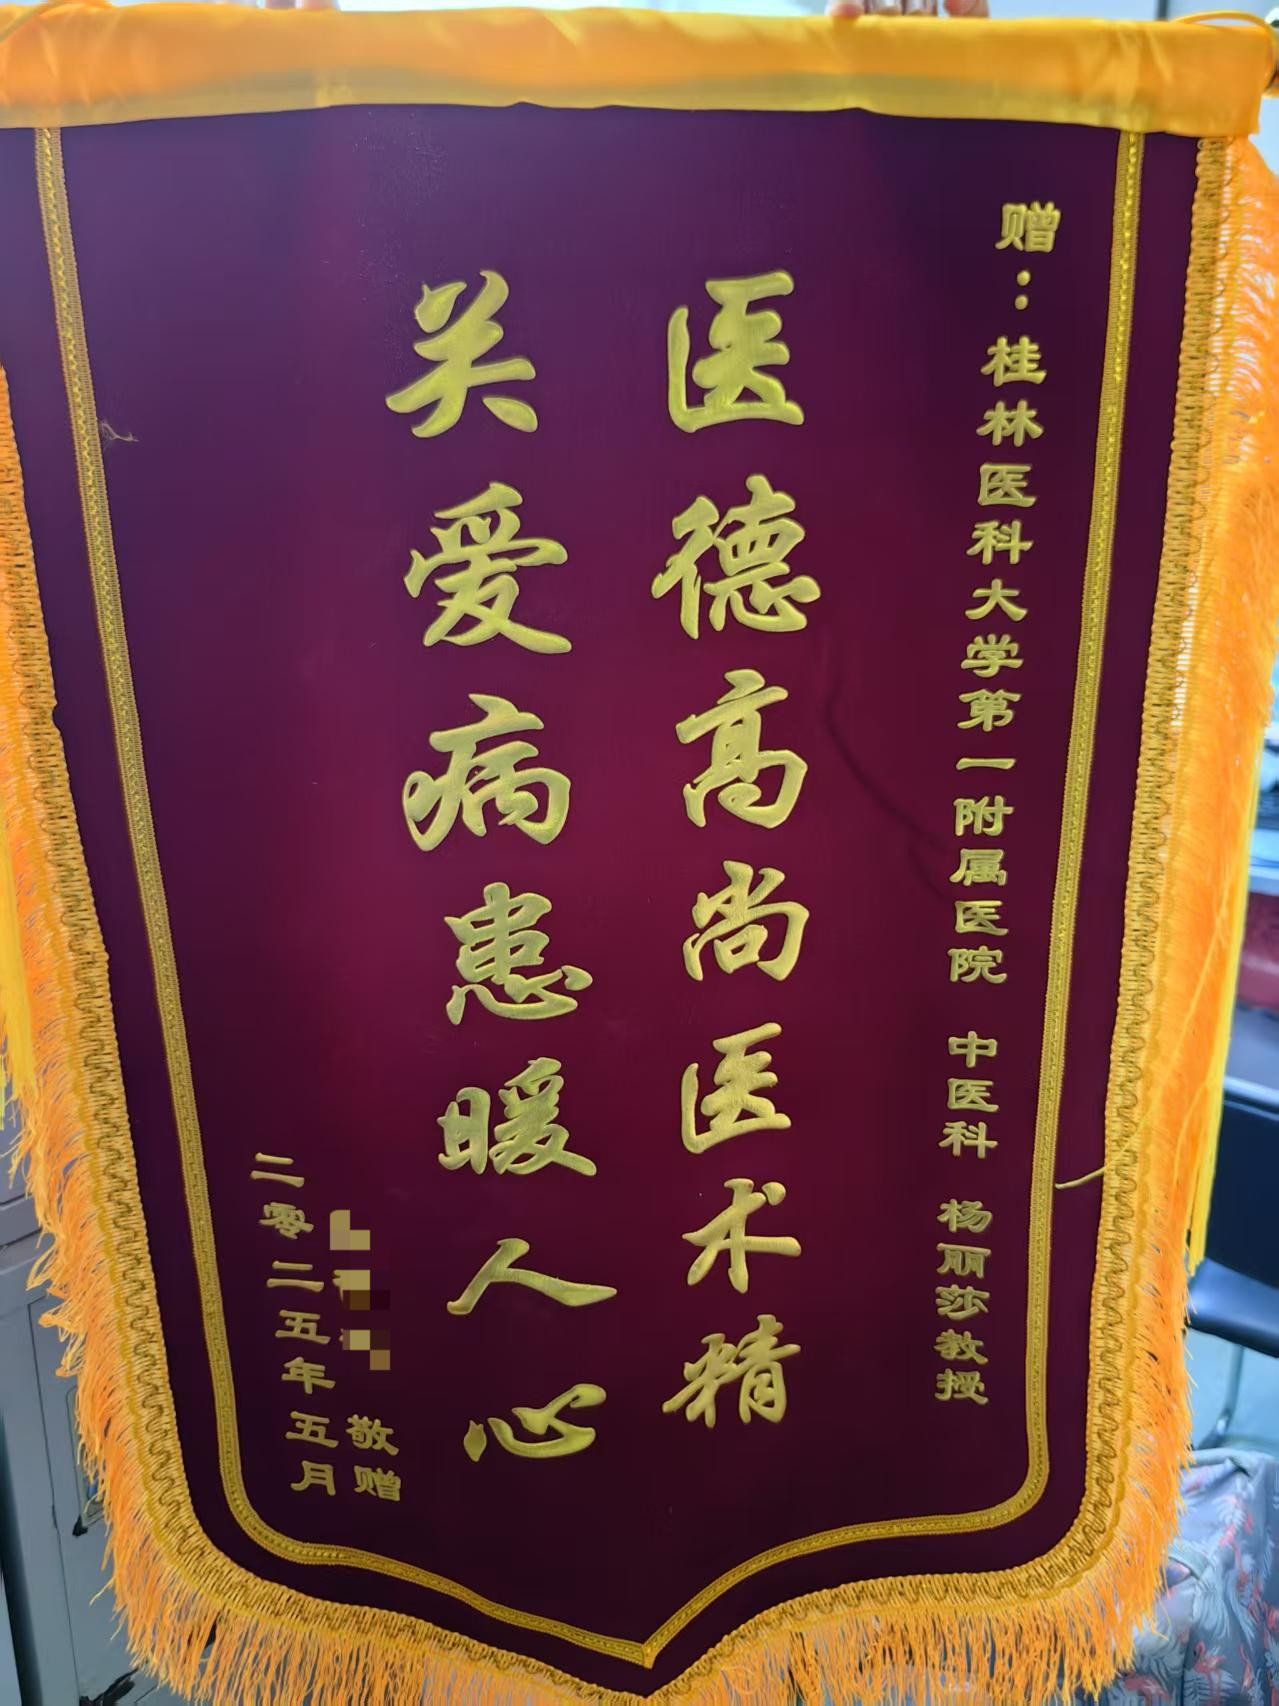 赠：桂林医科大学第一附属医院 中医科 杨丽莎教授
医德高尚医术精
关爱病患暖人心
敬赠
二零二五年五月